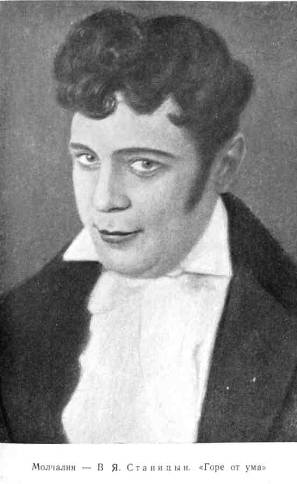 Молчалин — В. Я. Станицын. «Горе от ума»